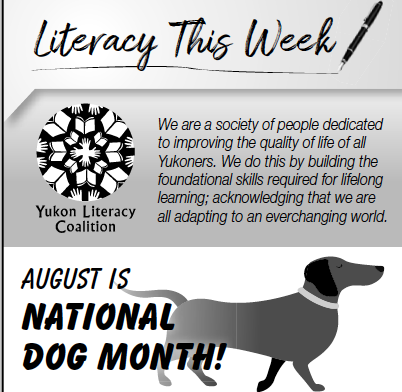 Literacy This Week
We are a society of people dedicated
to improving the quality of life of all
Yukoners. We do this by building the
foundational skills required for lifelong
learning; acknowledging that we are
all adapting to an everchanging world.
Yukon Literacy
Coalition
AUGUST IS
NATIONAL
DOG MONTH!